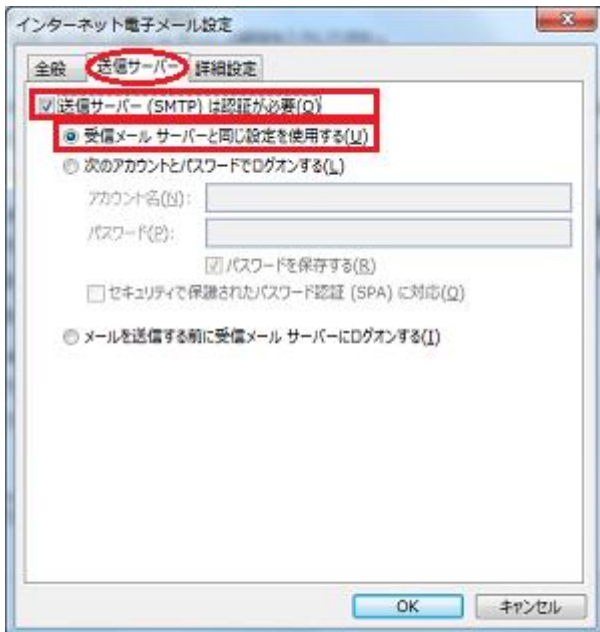 インターネット電子メール設定
全般 送信サーバー 詳細設定
送信サーバー (SMTP) は認証が必要(O)
受信メール サーバーと同じ設定を使用する(U)
次のアカウントとパスワードでログオンする(L)
アカウント名(N):
パスワード(P):
パスワードを保存する(R)
セキュリティで保護されたパスワード認証 (SPA) に対応(Q)
メールを送信する前に受信メール サーバーにログオンする(I)
OK キャンセル